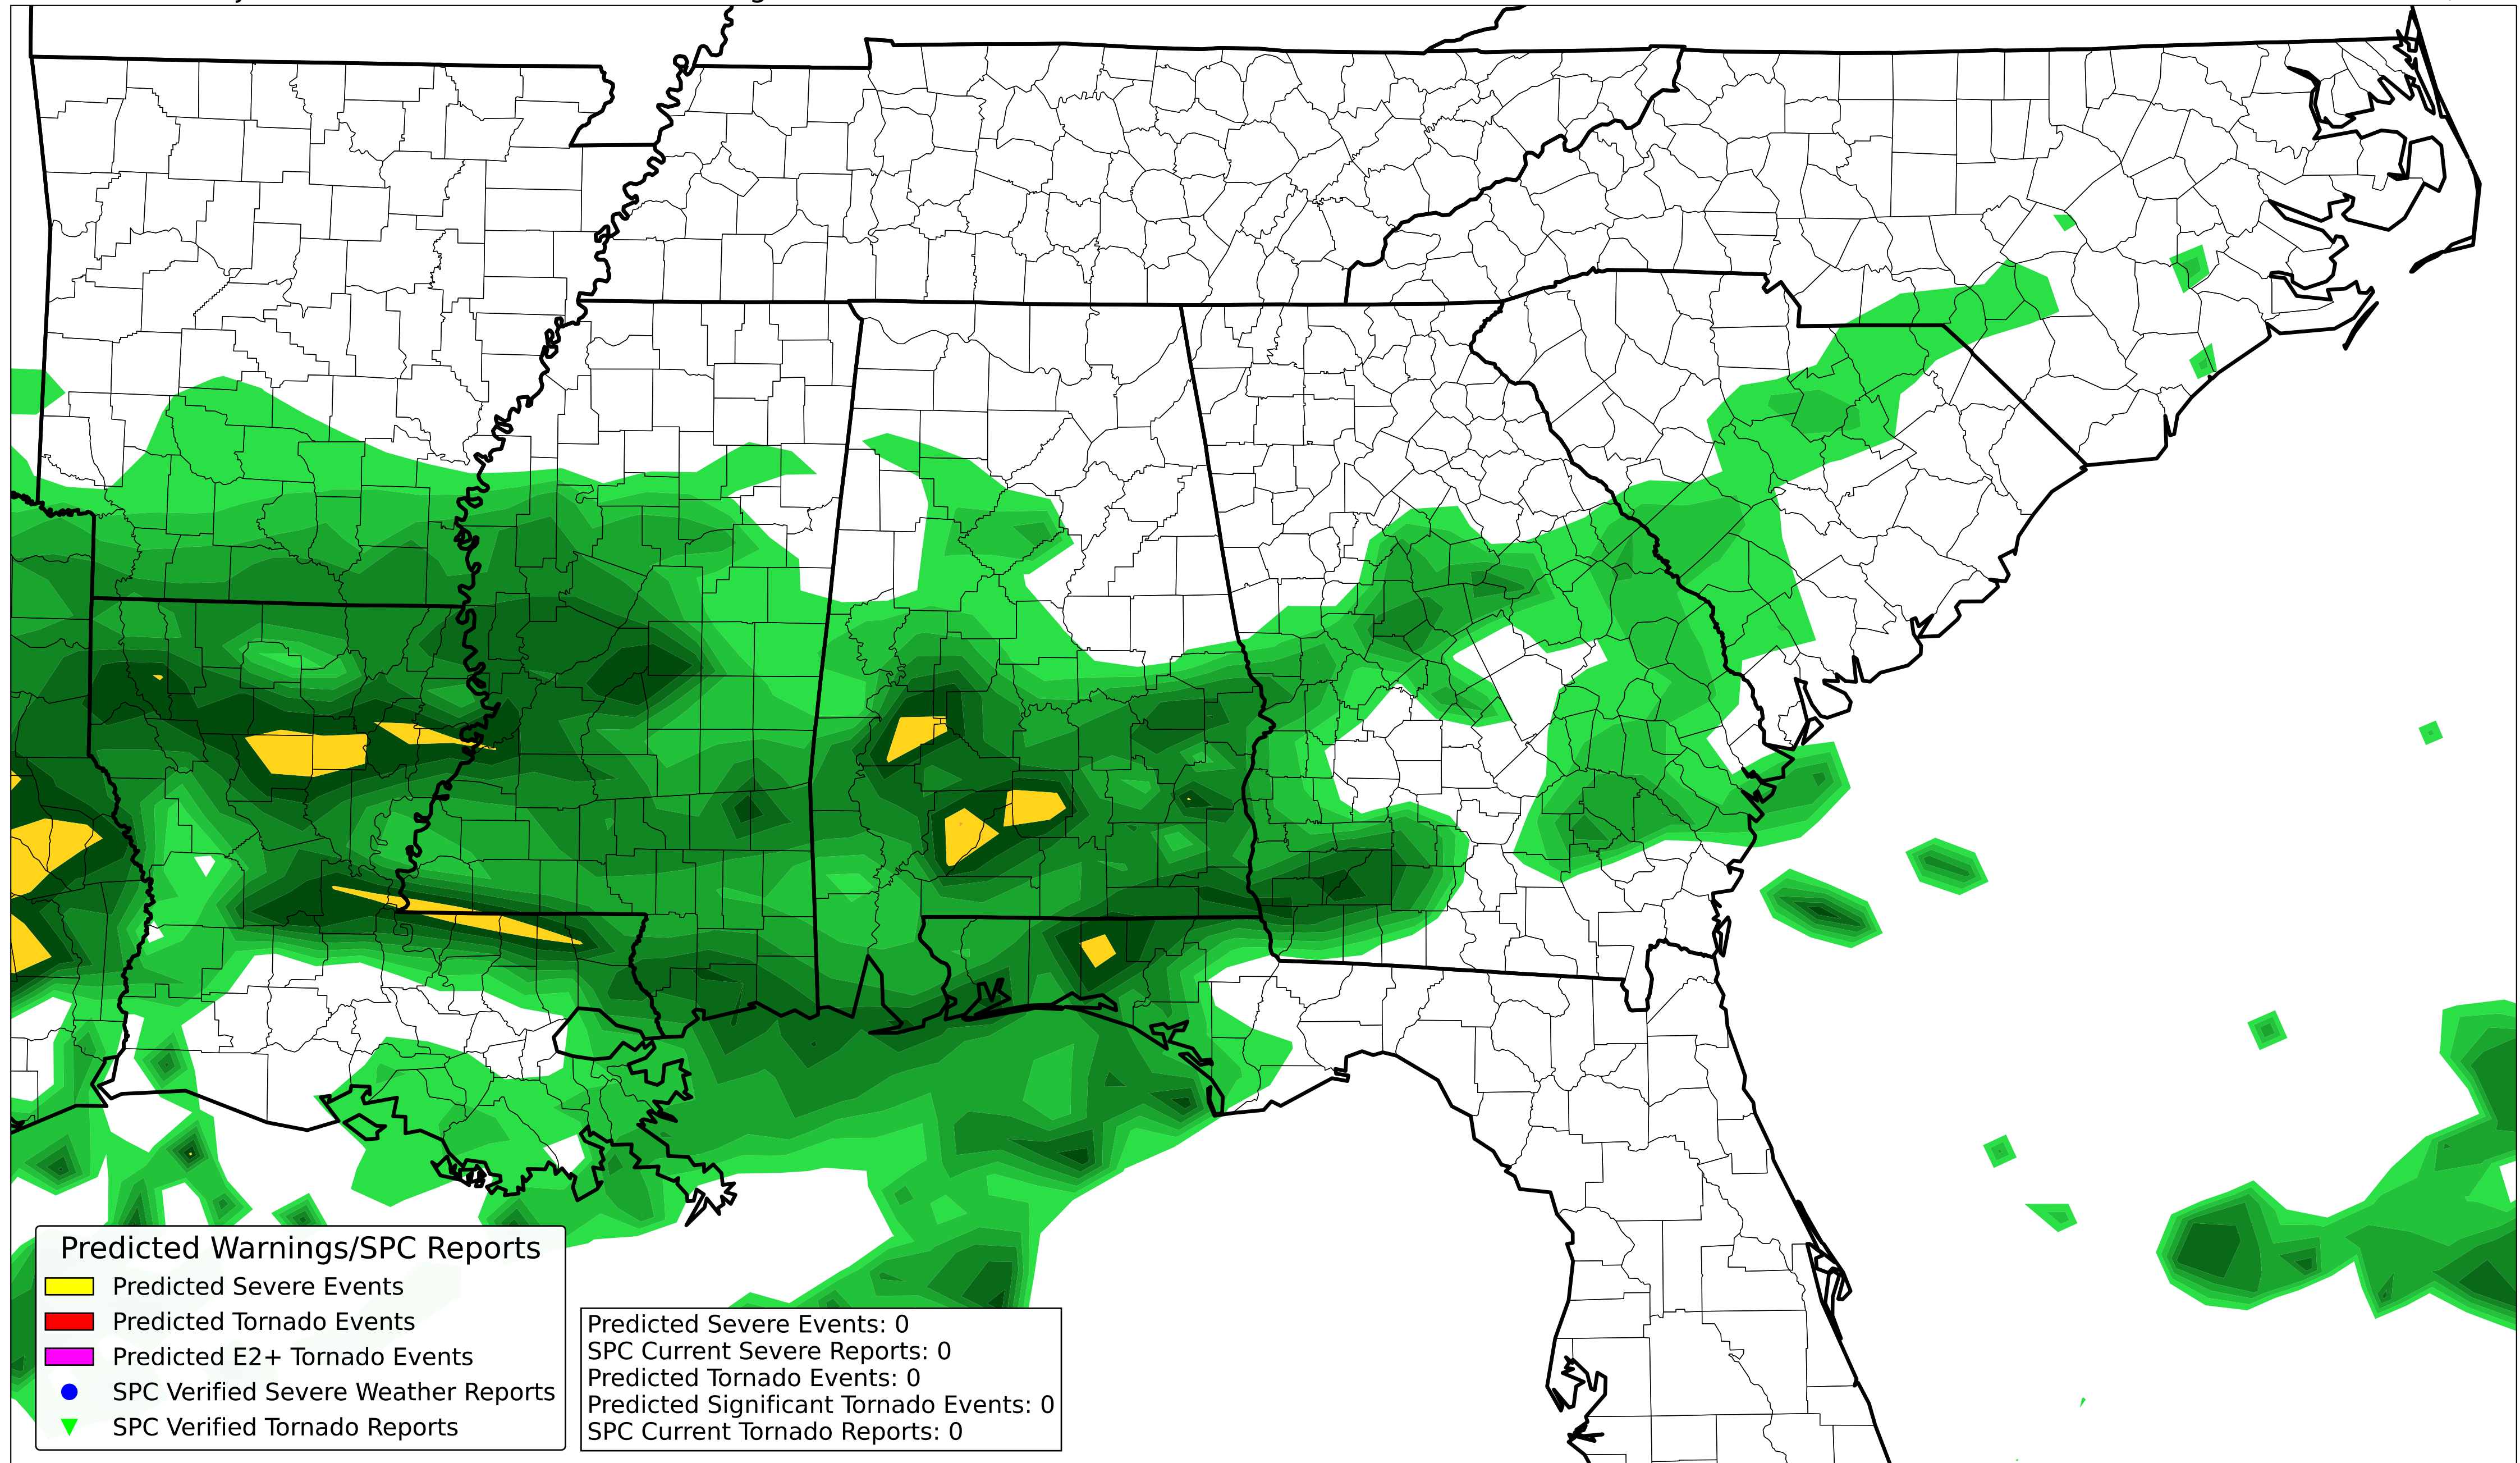 Predicted Warnings/SPC Reports
Predicted Severe Events
Predicted Tornado Events
Predicted E2+ Tornado Events
SPC Verified Severe Weather Reports
SPC Verified Tornado Reports
Predicted Severe Events: 0
SPC Current Severe Reports: 0
Predicted Tornado Events: 0
Predicted Significant Tornado Events: 0
SPC Current Tornado Reports: 0